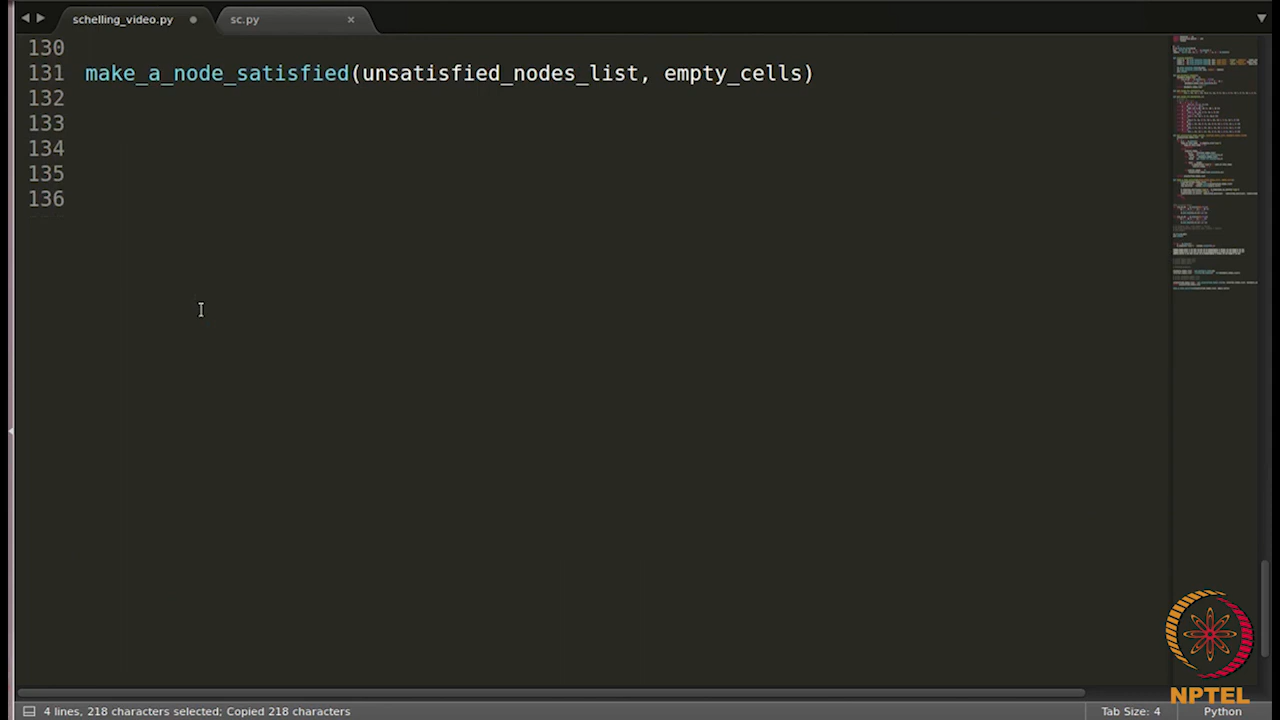 schelling_video.py
sc.py
130
131 make_a_node_satisfied(unsatisfied_nodes_list, empty_cells)
132
133
134
135
136
NPTEL
4 lines, 218 characters selected; Copied 218 characters
Tab Size: 4
Python